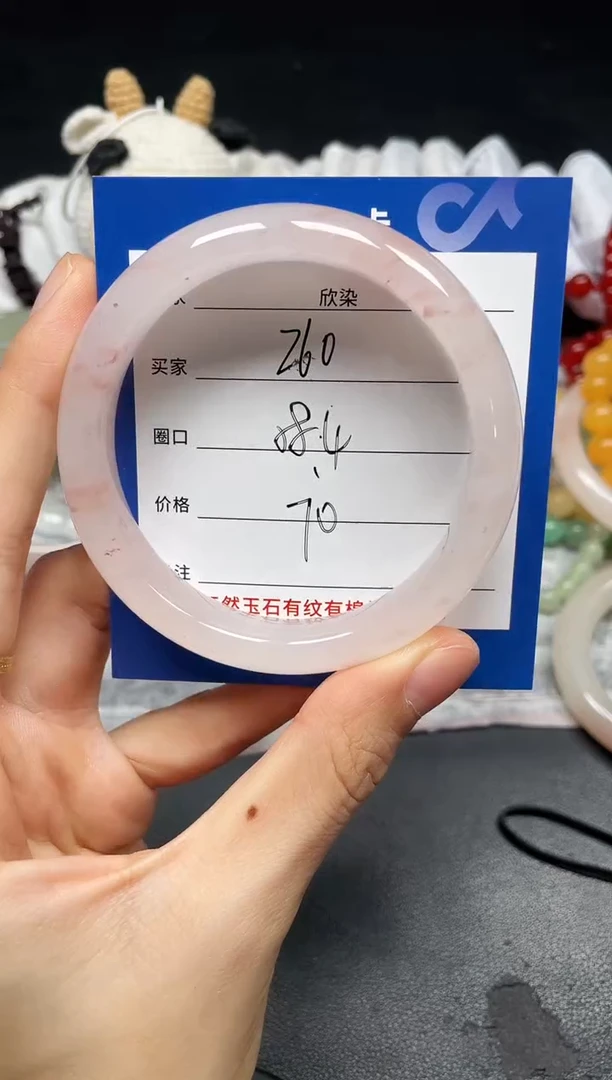 卡
欣染
买家 260
圈口 58.4
价格 70
注
然玉石有纹有棉